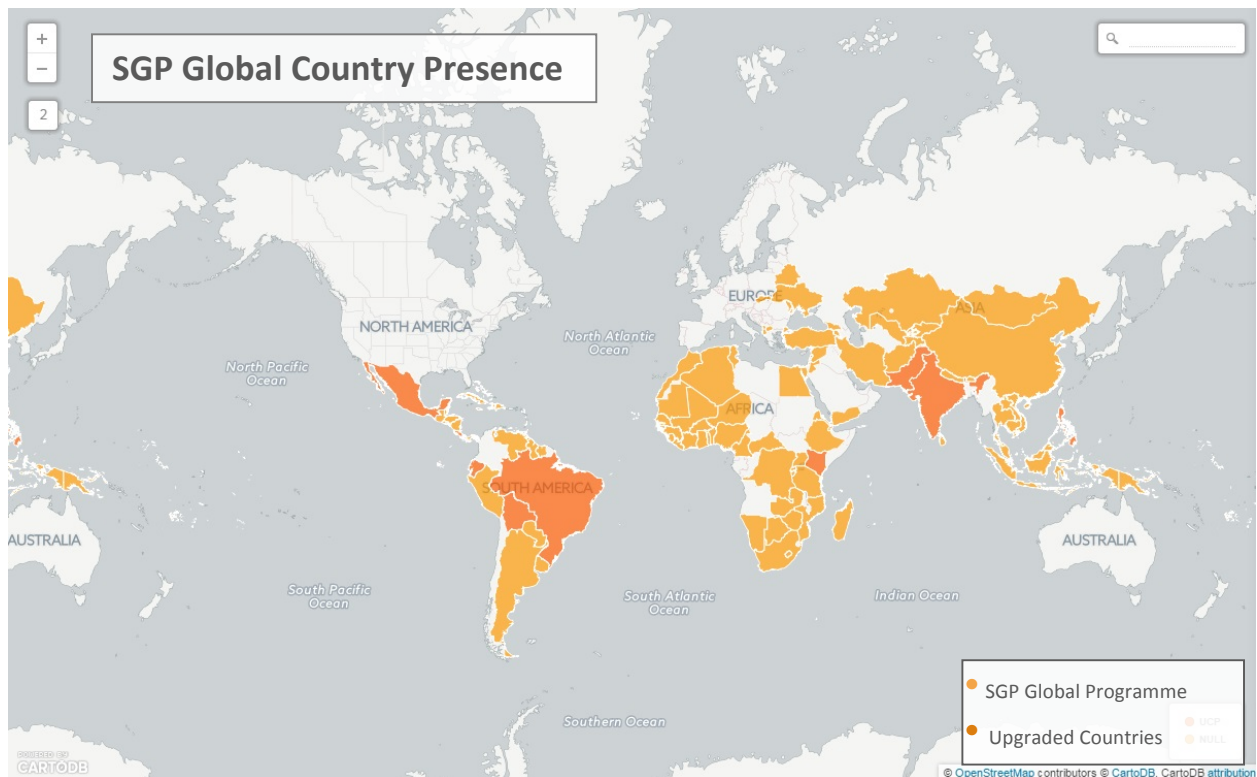 +
−
2
SGP Global Country Presence
EUROPE
ASIA
NORTH AMERICA
North Atlantic
Ocean
North Pacific
Ocean
AFRICA
SOUTH AMERICA
AUSTRALIA
AUSTRALIA
South Pacific
Ocean
South Atlantic
Ocean
Indian Ocean
Southern Ocean
SGP Global Programme
Upgraded Countries
UCP
NULL
POWERED BY
CARTODB
© OpenStreetMap contributors © CartoDB, CartoDB attribution